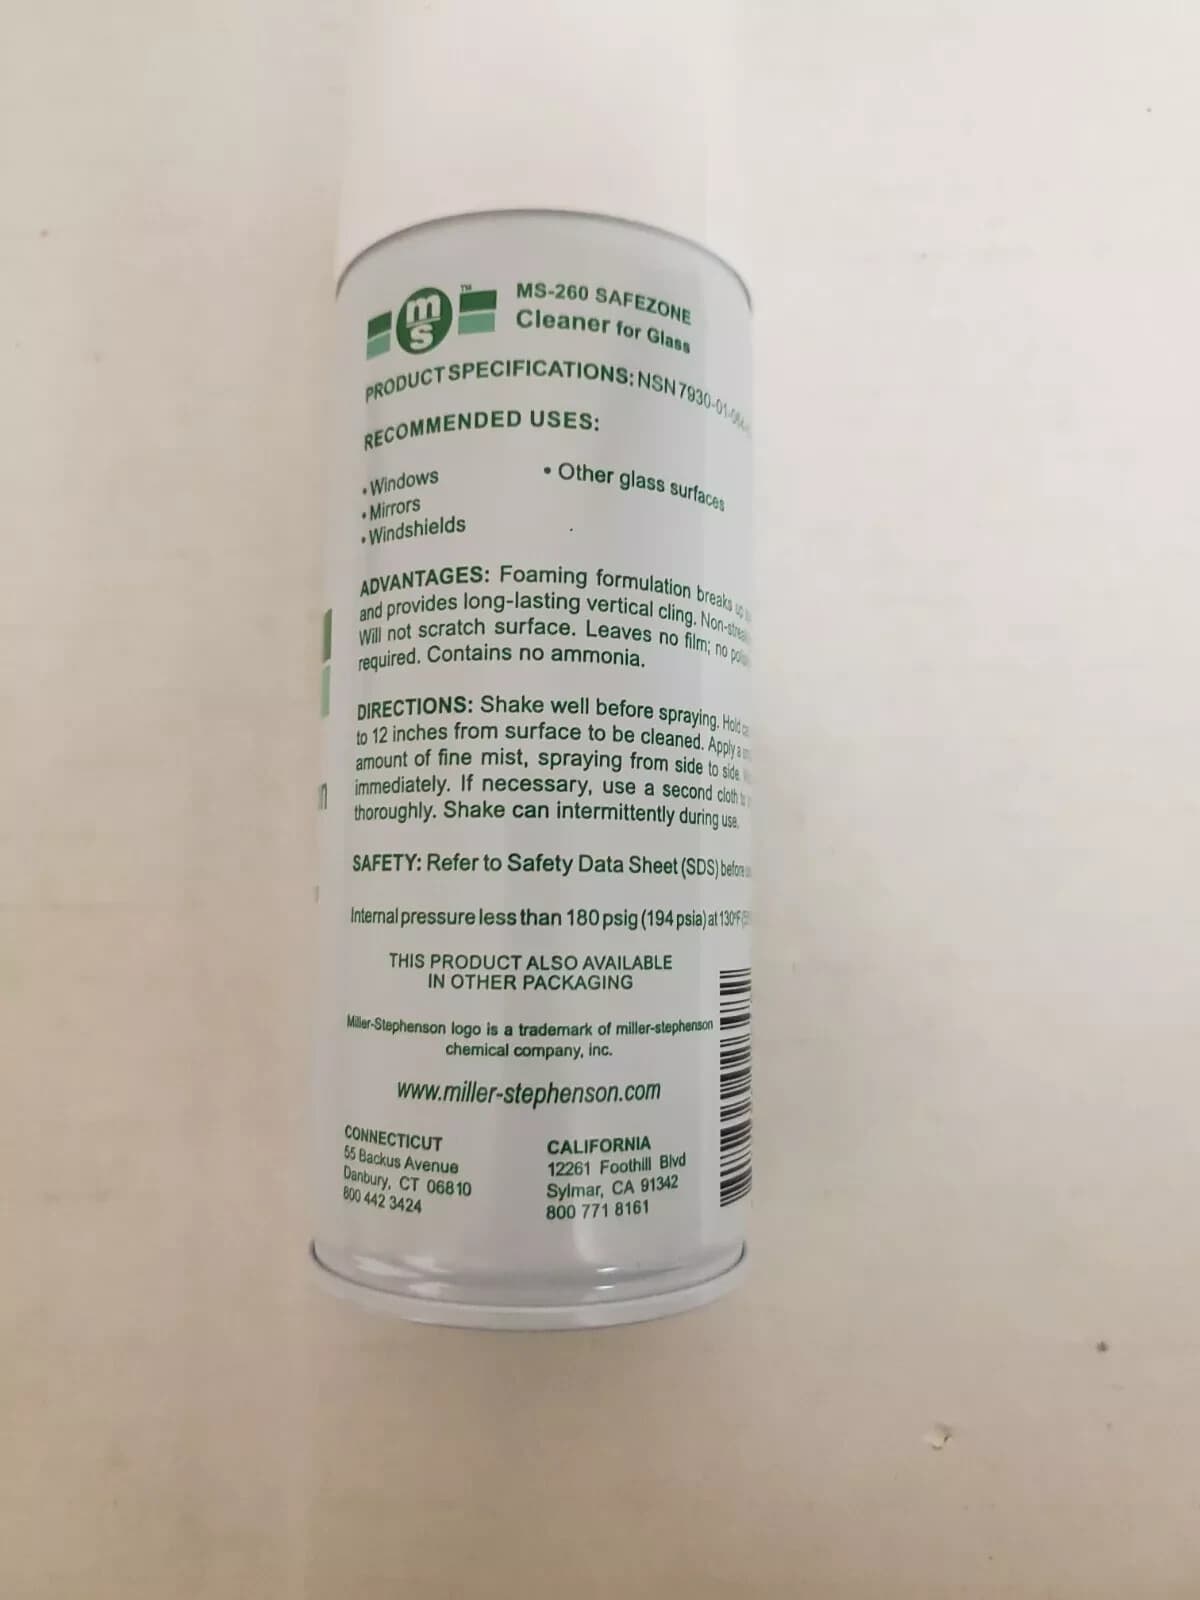 ms
TM
MS-260 SAFEZONE
Cleaner for Glass
PRODUCT SPECIFICATIONS: NSN 7930-01-
RECOMMENDED USES:
• Windows
• Mirrors
• Windshields
• Other glass surfaces
ADVANTAGES: Foaming formulation breaks up
and provides long-lasting vertical cling.
Will not scratch surface. Leaves no film; no
required. Contains no ammonia.
DIRECTIONS: Shake well before spraying. Hold
to 12 inches from surface to be cleaned. Apply a
amount of fine mist, spraying from side to side.
immediately. If necessary, use a second cloth to
thoroughly. Shake can intermittently during use.
SAFETY: Refer to Safety Data Sheet (SDS) before
Internal pressure less than 180 psig (194 psia) at 130°F
THIS PRODUCT ALSO AVAILABLE
IN OTHER PACKAGING
Miller-Stephenson logo is a trademark of miller-stephenson
chemical company, inc.
www.miller-stephenson.com
CONNECTICUT
55 Backus Avenue
Danbury, CT 06810
800 442 3424
CALIFORNIA
12261 Foothill Blvd
Sylmar, CA 91342
800 771 8161